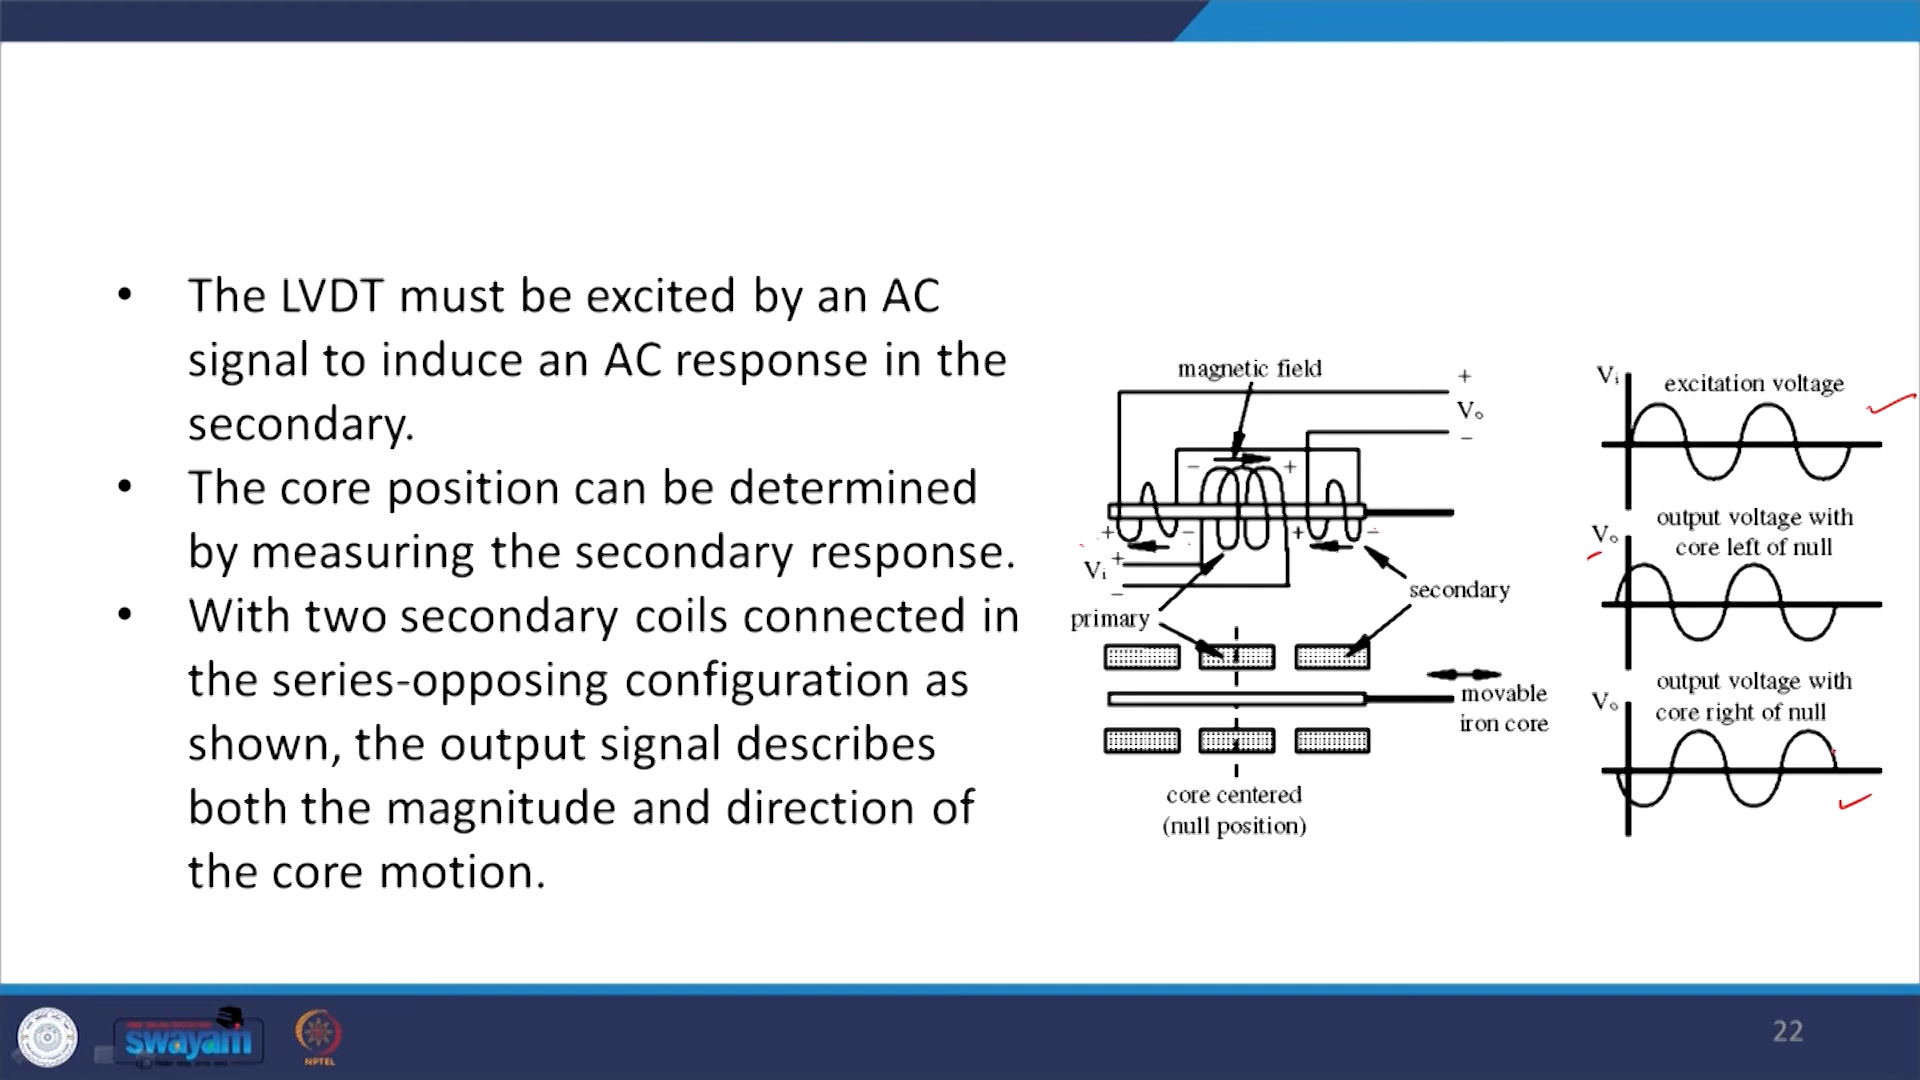 • The LVDT must be excited by an AC
signal to induce an AC response in the
secondary.
• The core position can be determined
by measuring the secondary response.
• With two secondary coils connected in
the series-opposing configuration as
shown, the output signal describes
both the magnitude and direction of
the core motion.
magnetic field
+
Vo
−
− +
+ − + −
+
Vi
−
primary
secondary
movable
iron core
core centered
(null position)
Vi
excitation voltage
output voltage with
core left of null
Vo
output voltage with
core right of null
Vo
swayam
NPTEL
22